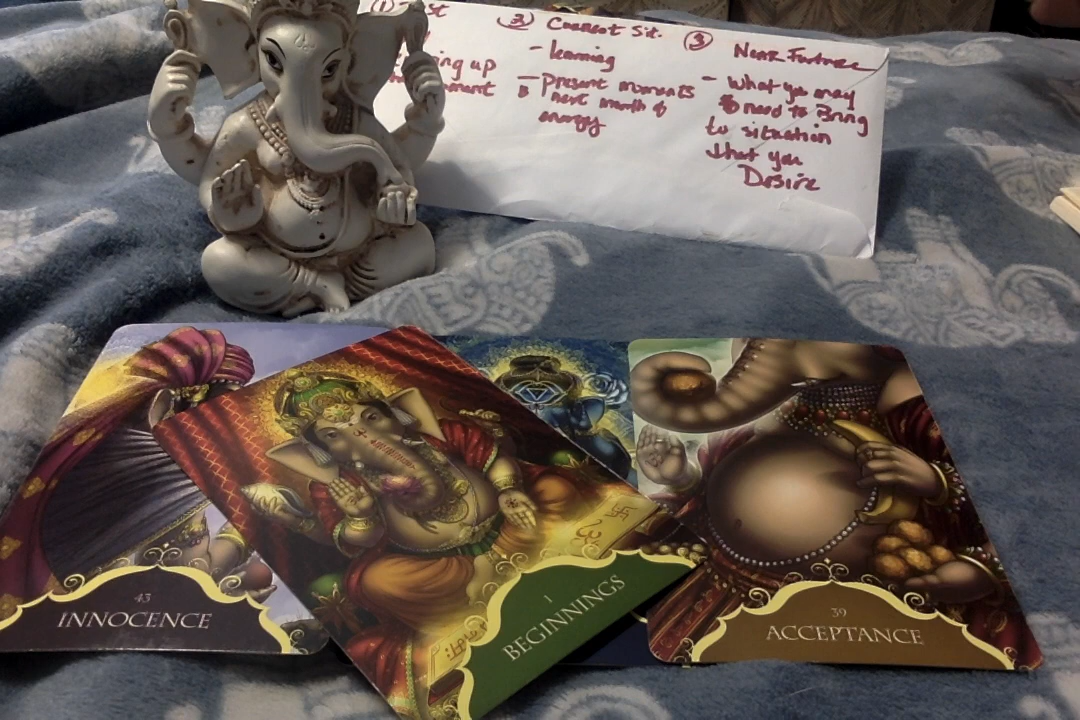 (1)
(2) Current Sit.
- learning
- Present moments
next month of
energy
(3) Near Future
- What you may
need to Bring
to situation
that you
Desire
ing up
43
INNOCENCE
1
BEGINNINGS
39
ACCEPTANCE